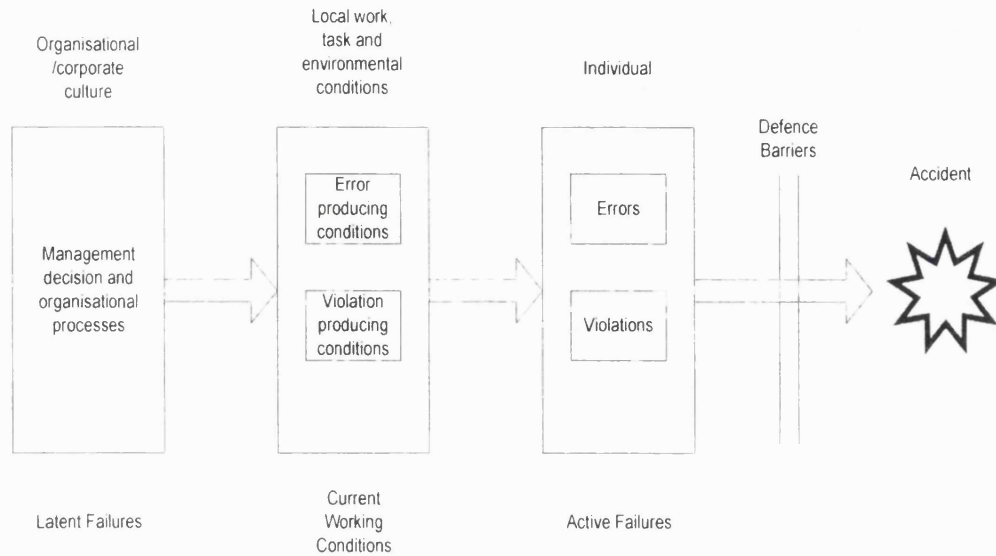 Organisational
/corporate
culture
Local work,
task and
environmental
conditions
Individual
Defence
Barriers
Accident
Management
decision and
organisational
processes
Error
producing
conditions
Violation
producing
conditions
Errors
Violations
Latent Failures
Current
Working
Conditions
Active Failures